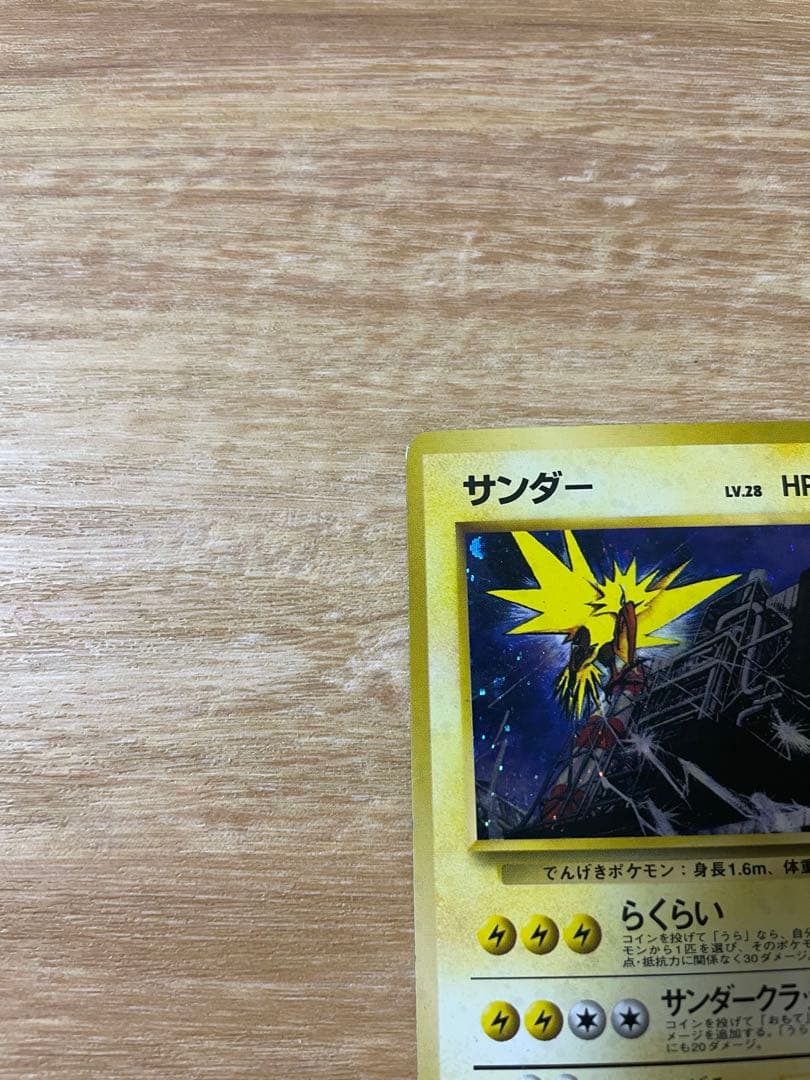 サンダー LV.28 HP
でんげきポケモン：身長1.6m、体重
らくらい
コインを投げて「うら」なら、自分
モンから1匹を選び、そのポケモ
点・抵抗力に関係なく30ダメージ。
サンダークラッ
コインを投げて「おもて」
メージを追加する。「うら
にも20ダメージ。